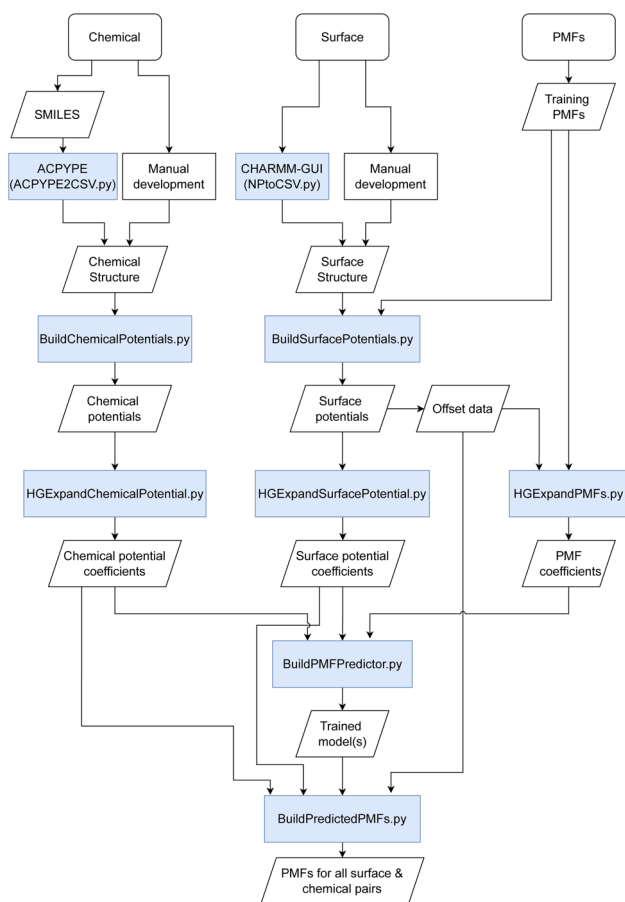 Chemical
Surface
PMFs
SMILES
Training
PMFs
ACPYPE
(ACPYPE2CSV.py)
Manual
development
CHARMM-GUI
(NPtoCSV.py)
Manual
development
Chemical
Structure
Surface
Structure
BuildChemicalPotentials.py
BuildSurfacePotentials.py
Chemical
potentials
Surface
potentials
Offset data
HGExpandChemicalPotential.py
HGExpandSurfacePotential.py
HGExpandPMFs.py
Chemical potential
coefficients
Surface potential
coefficients
PMF
coefficients
BuildPMFPredictor.py
Trained
model(s)
BuildPredictedPMFs.py
PMFs for all surface &
chemical pairs